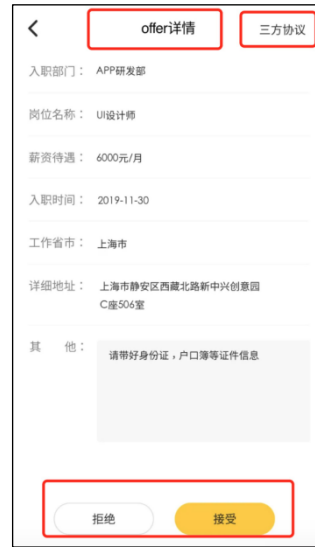 offer详情
三方协议
入职部门： APP研发部
岗位名称： UI设计师
薪资待遇： 6000元/月
入职时间： 2019-11-30
工作省市： 上海市
详细地址： 上海市静安区西藏北路新中兴创意园
C座506室
其 他： 请带好身份证，户口簿等证件信息
拒绝
接受